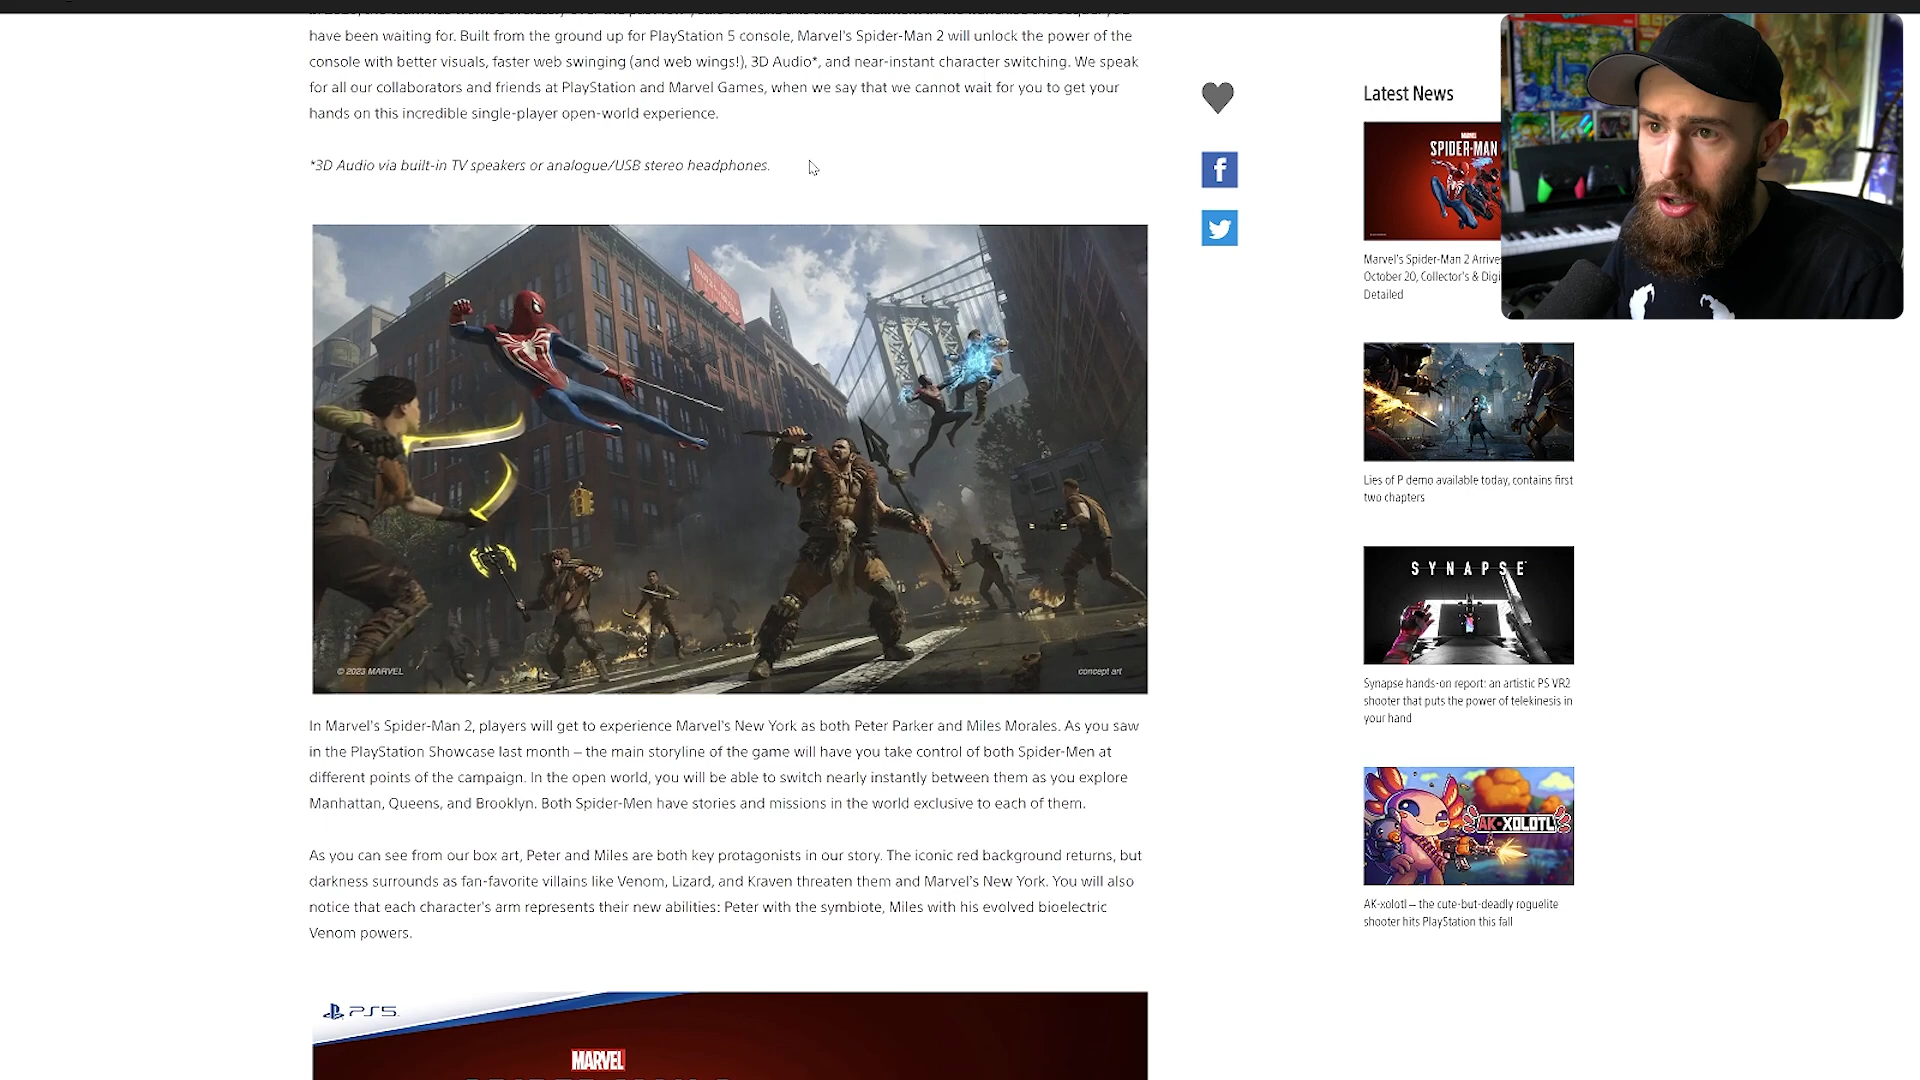 have been waiting for. Built from the ground up for PlayStation 5 console, Marvel's Spider-Man 2 will unlock the power of the
console with better visuals, faster web swinging (and web wings!), 3D Audio*, and near-instant character switching. We speak
for all our collaborators and friends at PlayStation and Marvel Games, when we say that we cannot wait for you to get your
hands on this incredible single-player open-world experience.
*3D Audio via built-in TV speakers or analogue/USB stereo headphones.
© 2023 MARVEL
concept art
In Marvel's Spider-Man 2, players will get to experience Marvel's New York as both Peter Parker and Miles Morales. As you saw
in the PlayStation Showcase last month – the main storyline of the game will have you take control of both Spider-Men at
different points of the campaign. In the open world, you will be able to switch nearly instantly between them as you explore
Manhattan, Queens, and Brooklyn. Both Spider-Men have stories and missions in the world exclusive to each of them.
As you can see from our box art, Peter and Miles are both key protagonists in our story. The iconic red background returns, but
darkness surrounds as fan-favorite villains like Venom, Lizard, and Kraven threaten them and Marvel's New York. You will also
notice that each character's arm represents their new abilities: Peter with the symbiote, Miles with his evolved bioelectric
Venom powers.
PS5
MARVEL
Latest News
MARVEL
SPIDER-MAN
Marvel's Spider-Man 2 Arrive
October 20, Collector's & Digi
Detailed
Lies of P demo available today, contains first
two chapters
SYNAPSE
Synapse hands-on report: an artistic PS VR2
shooter that puts the power of telekinesis in
your hand
AK-XOLOTL
AK-xolotl – the cute-but-deadly roguelite
shooter hits PlayStation this fall